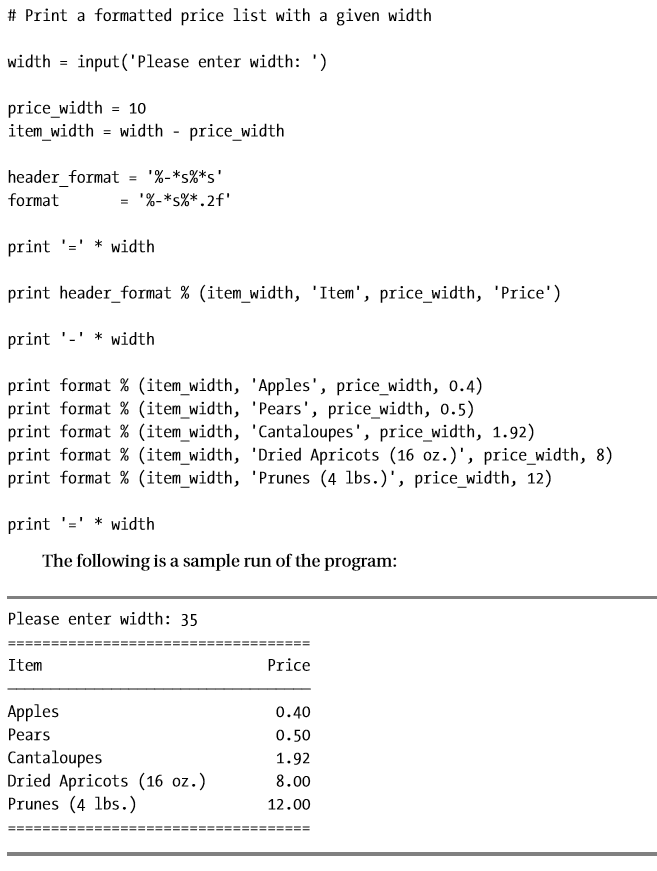 # Print a formatted price list with a given width
width = input('Please enter width: ')
price_width = 10
item_width = width - price_width
header_format = '%-*s%*s'
format        = '%-*s%*.2f'
print '=' * width
print header_format % (item_width, 'Item', price_width, 'Price')
print '-' * width
print format % (item_width, 'Apples', price_width, 0.4)
print format % (item_width, 'Pears', price_width, 0.5)
print format % (item_width, 'Cantaloupes', price_width, 1.92)
print format % (item_width, 'Dried Apricots (16 oz.)', price_width, 8)
print format % (item_width, 'Prunes (4 lbs.)', price_width, 12)
print '=' * width
The following is a sample run of the program:
Please enter width: 35
===================================
Item                          Price
-----------------------------------
Apples                         0.40
Pears                          0.50
Cantaloupes                    1.92
Dried Apricots (16 oz.)        8.00
Prunes (4 lbs.)               12.00
===================================